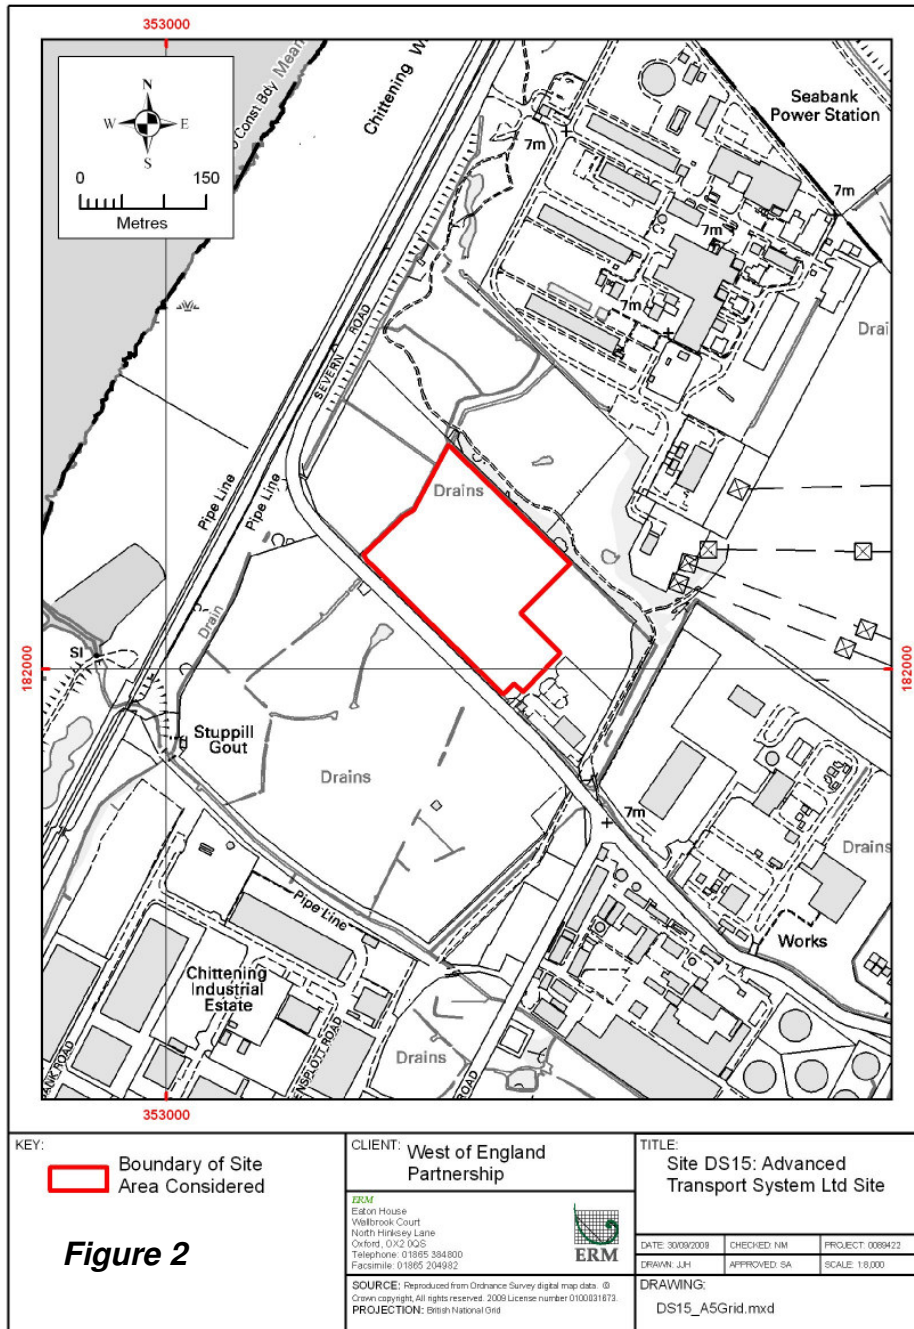 353000
N
W E
S
0 150
Metres
Const Bdy Mean
Chittening W
Seabank
Power Station
7m
7m
7m
7m
Drai
SEVERN ROAD
Pipe Line
Pipe Line
Drains
Drain
182000
182000
SI
Stuppill
Gout
Drains
7m
Drains
Pipe Line
Works
Chittening
Industrial
Estate
Drains
ROAD
ROAD
ROAD
353000
KEY:
Boundary of Site
Area Considered
Figure 2
CLIENT: West of England
Partnership
ERM
Eaton House
Wallbrook Court
North Hinksey Lane
Oxford, OX2 0QS
Telephone: 01865 384800
Facsimile: 01865 204982
ERM
SOURCE: Reproduced from Ordnance Survey digital map data. ©
Crown copyright, All rights reserved. 2009 License number 0100031673.
PROJECTION: British National Grid
TITLE:
Site DS15: Advanced
Transport System Ltd Site
DATE: 30/09/2009 CHECKED: NM PROJECT: 0089422
DRAWN: JJH APPROVED: SA SCALE: 1:8,000
DRAWING:
DS15_A5Grid.mxd